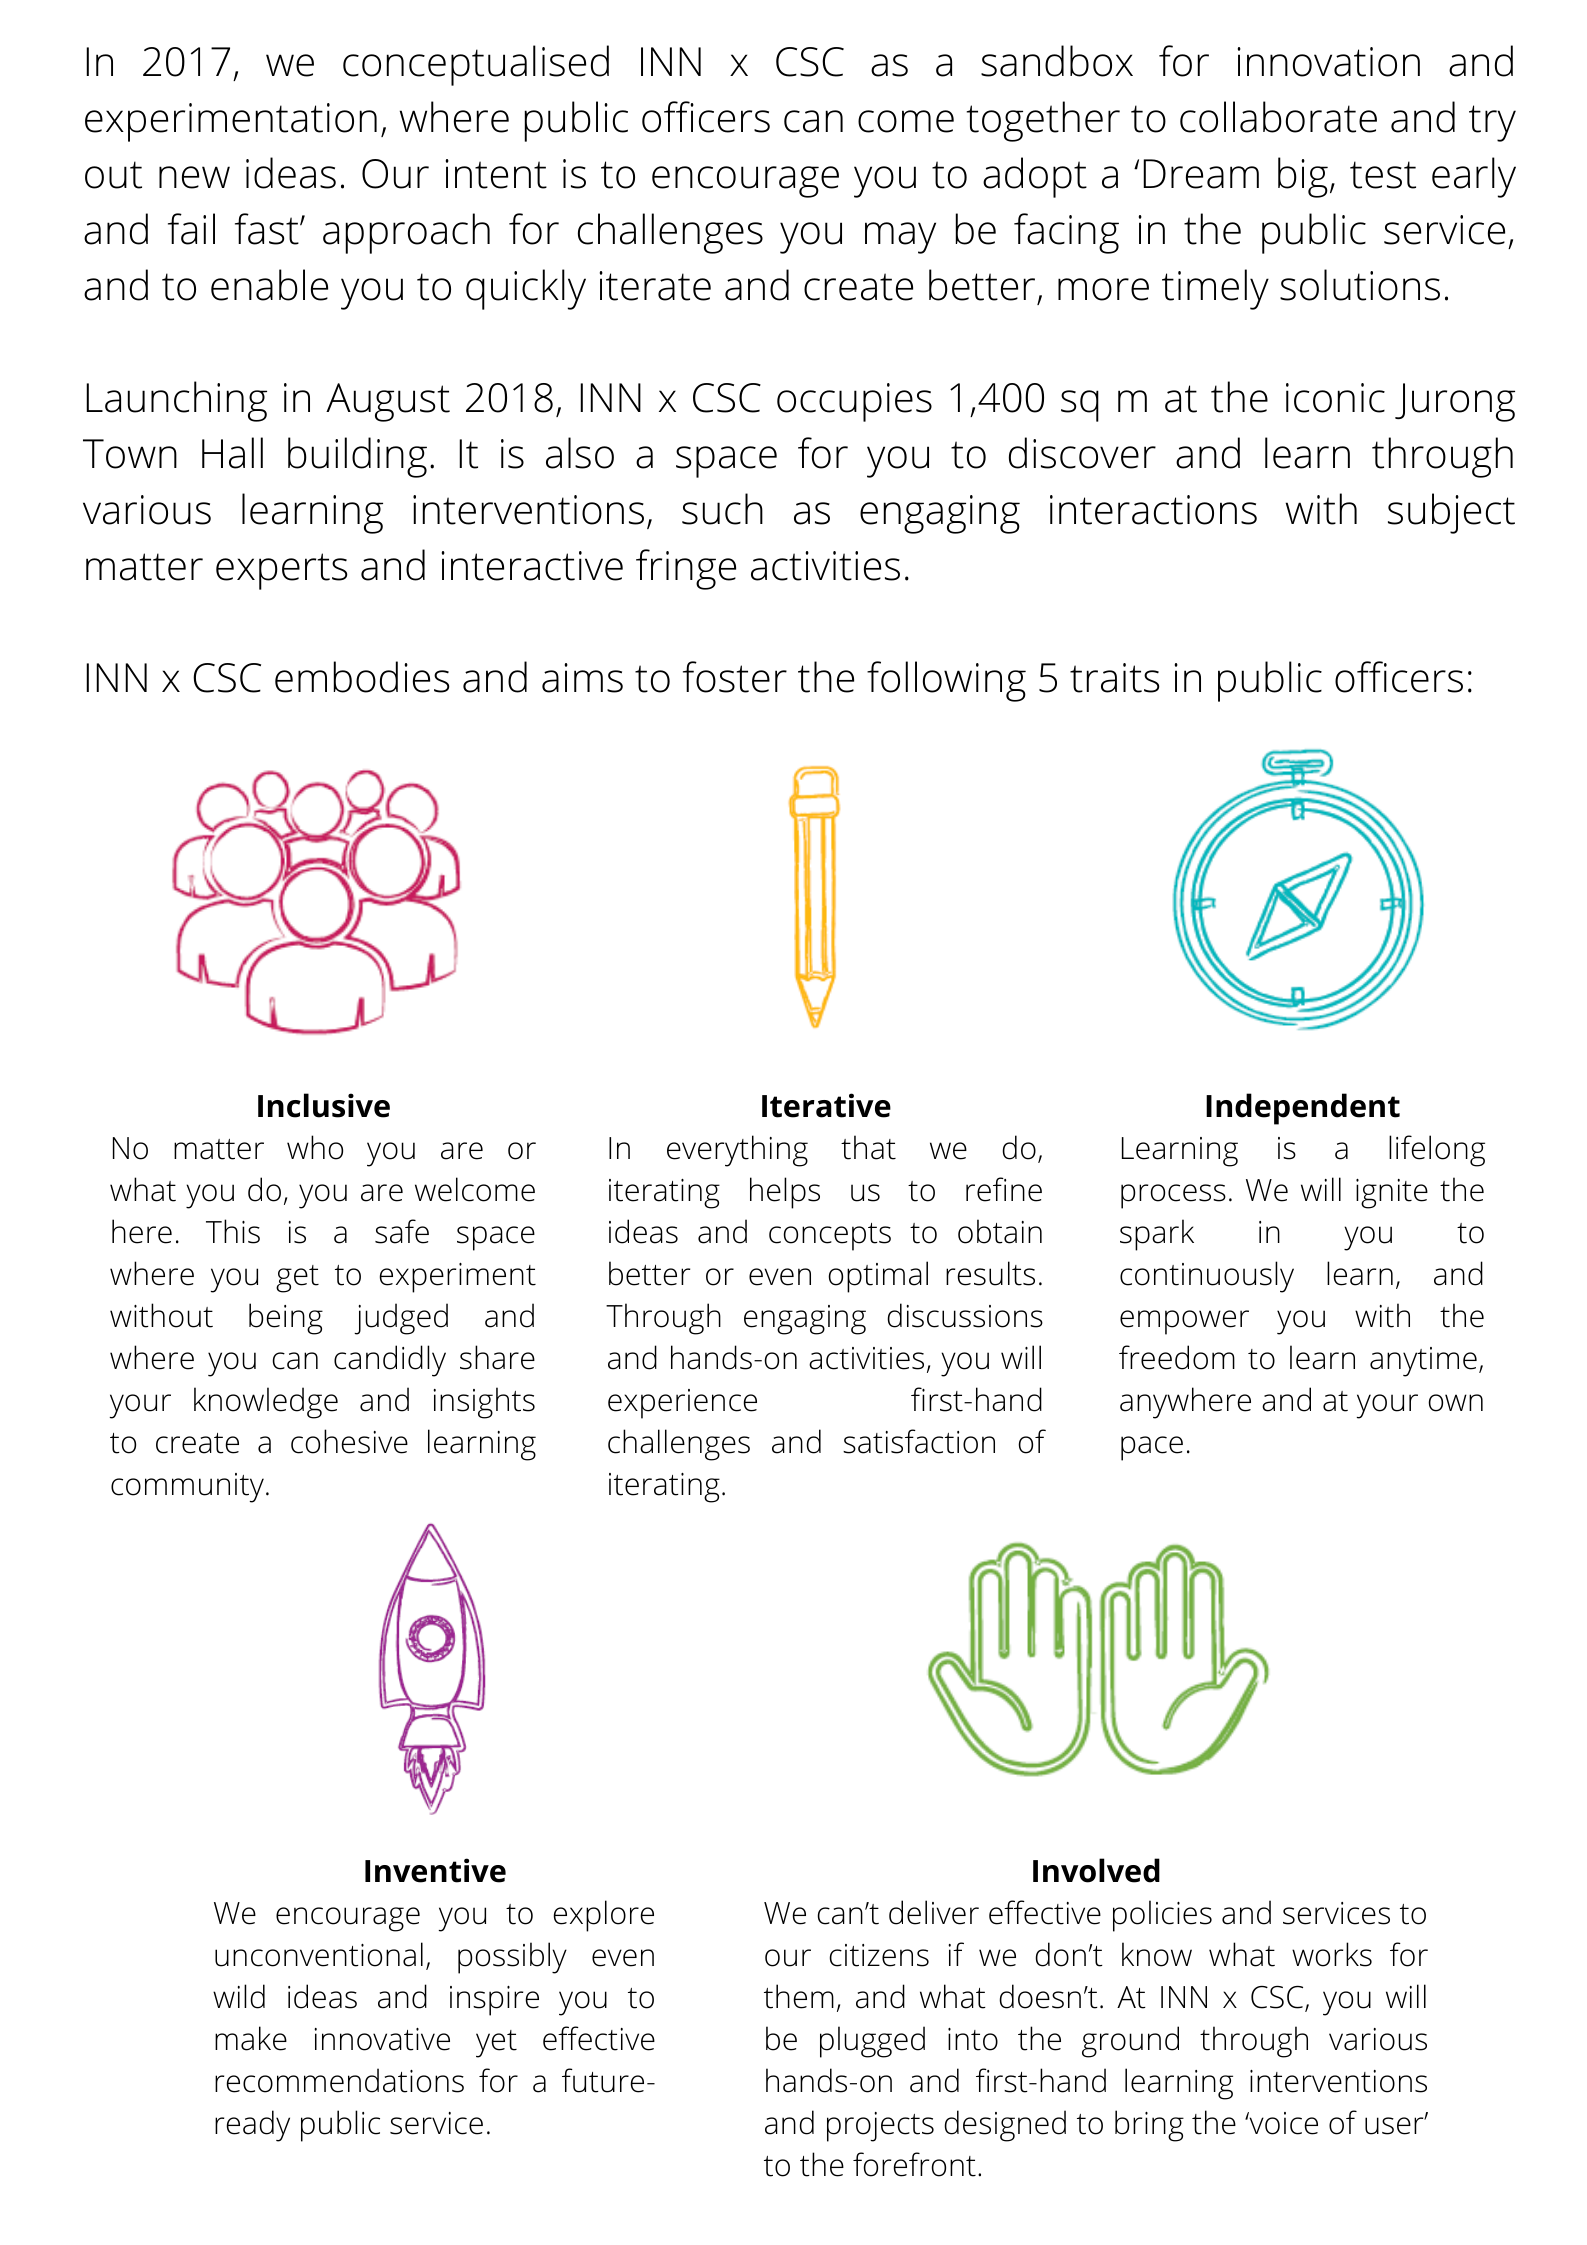 In 2017, we conceptualised INN x CSC as a sandbox for innovation and
experimentation, where public officers can come together to collaborate and try
out new ideas. Our intent is to encourage you to adopt a ‘Dream big, test early
and fail fast’ approach for challenges you may be facing in the public service,
and to enable you to quickly iterate and create better, more timely solutions.
Launching in August 2018, INN x CSC occupies 1,400 sq m at the iconic Jurong
Town Hall building. It is also a space for you to discover and learn through
various learning interventions, such as engaging interactions with subject
matter experts and interactive fringe activities.
INN x CSC embodies and aims to foster the following 5 traits in public officers:
Inclusive
No matter who you are or
what you do, you are welcome
here. This is a safe space
where you get to experiment
without being judged and
where you can candidly share
your knowledge and insights
to create a cohesive learning
community.
Iterative
In everything that we do,
iterating helps us to refine
ideas and concepts to obtain
better or even optimal results.
Through engaging discussions
and hands-on activities, you will
experience first-hand
challenges and satisfaction of
iterating.
Independent
Learning is a lifelong
process. We will ignite the
spark in you to
continuously learn, and
empower you with the
freedom to learn anytime,
anywhere and at your own
pace.
Inventive
We encourage you to explore
unconventional, possibly even
wild ideas and inspire you to
make innovative yet effective
recommendations for a future-
ready public service.
Involved
We can’t deliver effective policies and services to
our citizens if we don’t know what works for
them, and what doesn’t. At INN x CSC, you will
be plugged into the ground through various
hands-on and first-hand learning interventions
and projects designed to bring the ‘voice of user’
to the forefront.